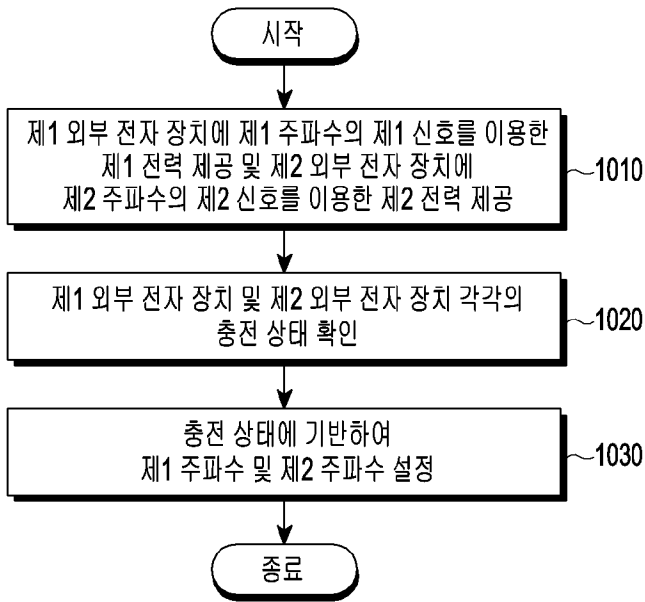 시작
제1 외부 전자 장치에 제1 주파수의 제1 신호를 이용한
제1 전력 제공 및 제2 외부 전자 장치에
제2 주파수의 제2 신호를 이용한 제2 전력 제공
1010
제1 외부 전자 장치 및 제2 외부 전자 장치 각각의
충전 상태 확인
1020
충전 상태에 기반하여
제1 주파수 및 제2 주파수 설정
1030
종료